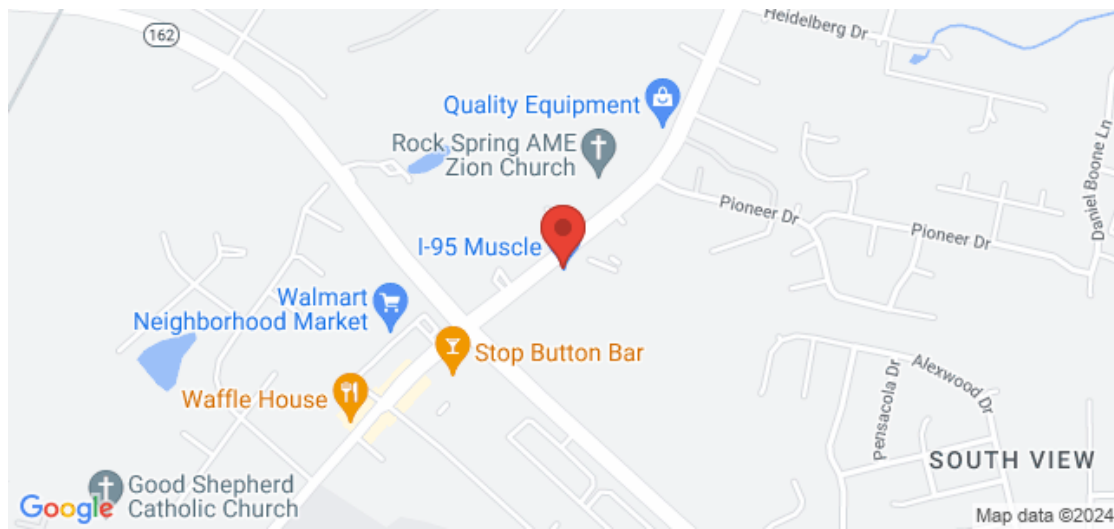 162
Heidelberg Dr
Quality Equipment
Rock Spring AME
Zion Church
Daniel Boone Ln
Pioneer Dr
Pioneer Dr
I-95 Muscle
Walmart
Neighborhood Market
Stop Button Bar
Waffle House
Alexwood Dr
Pensacola Dr
SOUTH VIEW
Good Shepherd
Catholic Church
Google
Map data ©2024